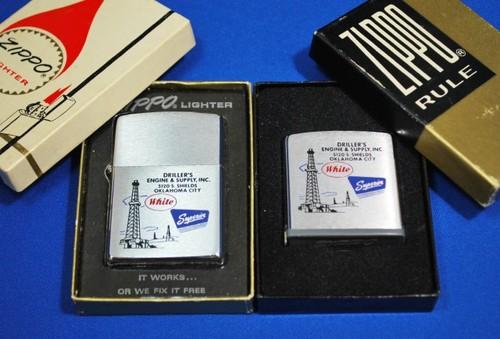 ZIPPO
LIGHTER
ZIPPO®
RULE
ZIPPO® LIGHTER
DRILLER'S
ENGINE & SUPPLY, INC.
5120 S. SHIELDS
OKLAHOMA CITY
White
Superior
IT WORKS...
OR WE FIX IT FREE
DRILLER'S
ENGINE & SUPPLY, INC.
5120 S. SHIELDS
OKLAHOMA CITY
White
Superior